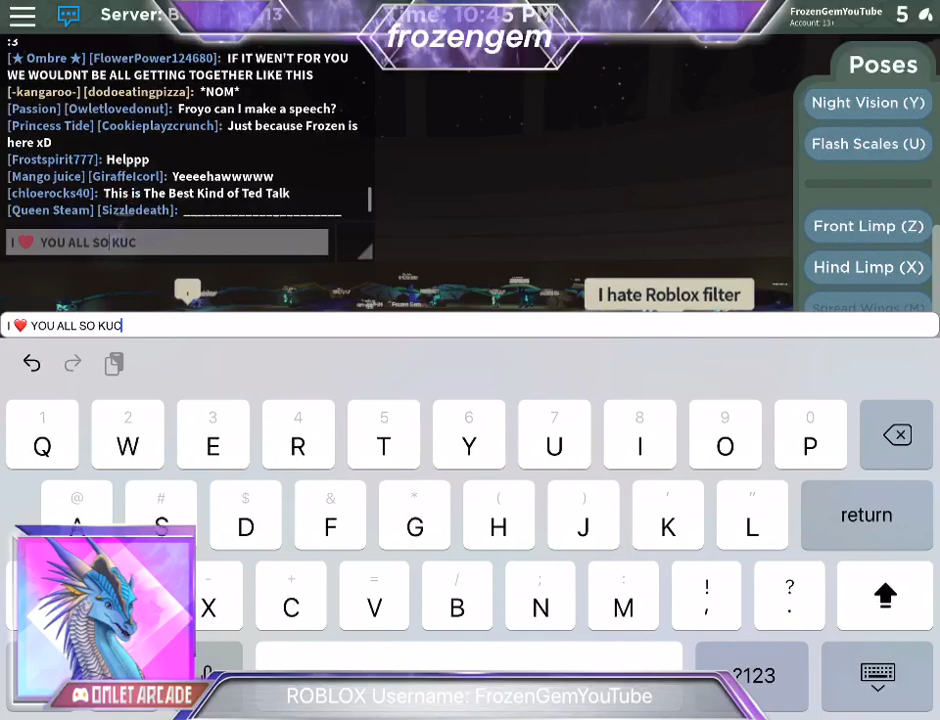 Time: 10:45 PM
Server:
frozengem
FrozenGemYouTube
Account: 13+
5
:3
[★ Ombre ★] [FlowerPower124680]: IF IT WEN'T FOR YOU
WE WOULDNT BE ALL GETTING TOGETHER LIKE THIS
[-kangaroo-] [dodoeatingpizza]: *NOM*
[Passion] [Owletlovedonut]: Froyo can I make a speech?
[Princess Tide] [Cookieplayzcrunch]: Just because Frozen is
here xD
[Frostspirit777]: Helppp
[Mango juice] [GiraffeIcorl]: Yeeeehawwwww
[chloerocks40]: This is The Best Kind of Ted Talk
[Queen Steam] [Sizzledeath]: ________________________
I ❤️ YOU ALL SO KUC
Poses
Night Vision (Y)
Flash Scales (U)
Front Limp (Z)
Hind Limp (X)
Spread Wings (M)
I hate Roblox filter
I ❤️ YOU ALL SO KUC
1 2 3 4 5 6 7 8 9 0
Q W E R T Y U I O P
@ # $ & * ( ) ' "
A S D F G H J K L return
- + = / ; : ! ?
X C V B N M , .
?123
OMLET ARCADE
ROBLOX Username: FrozenGemYouTube